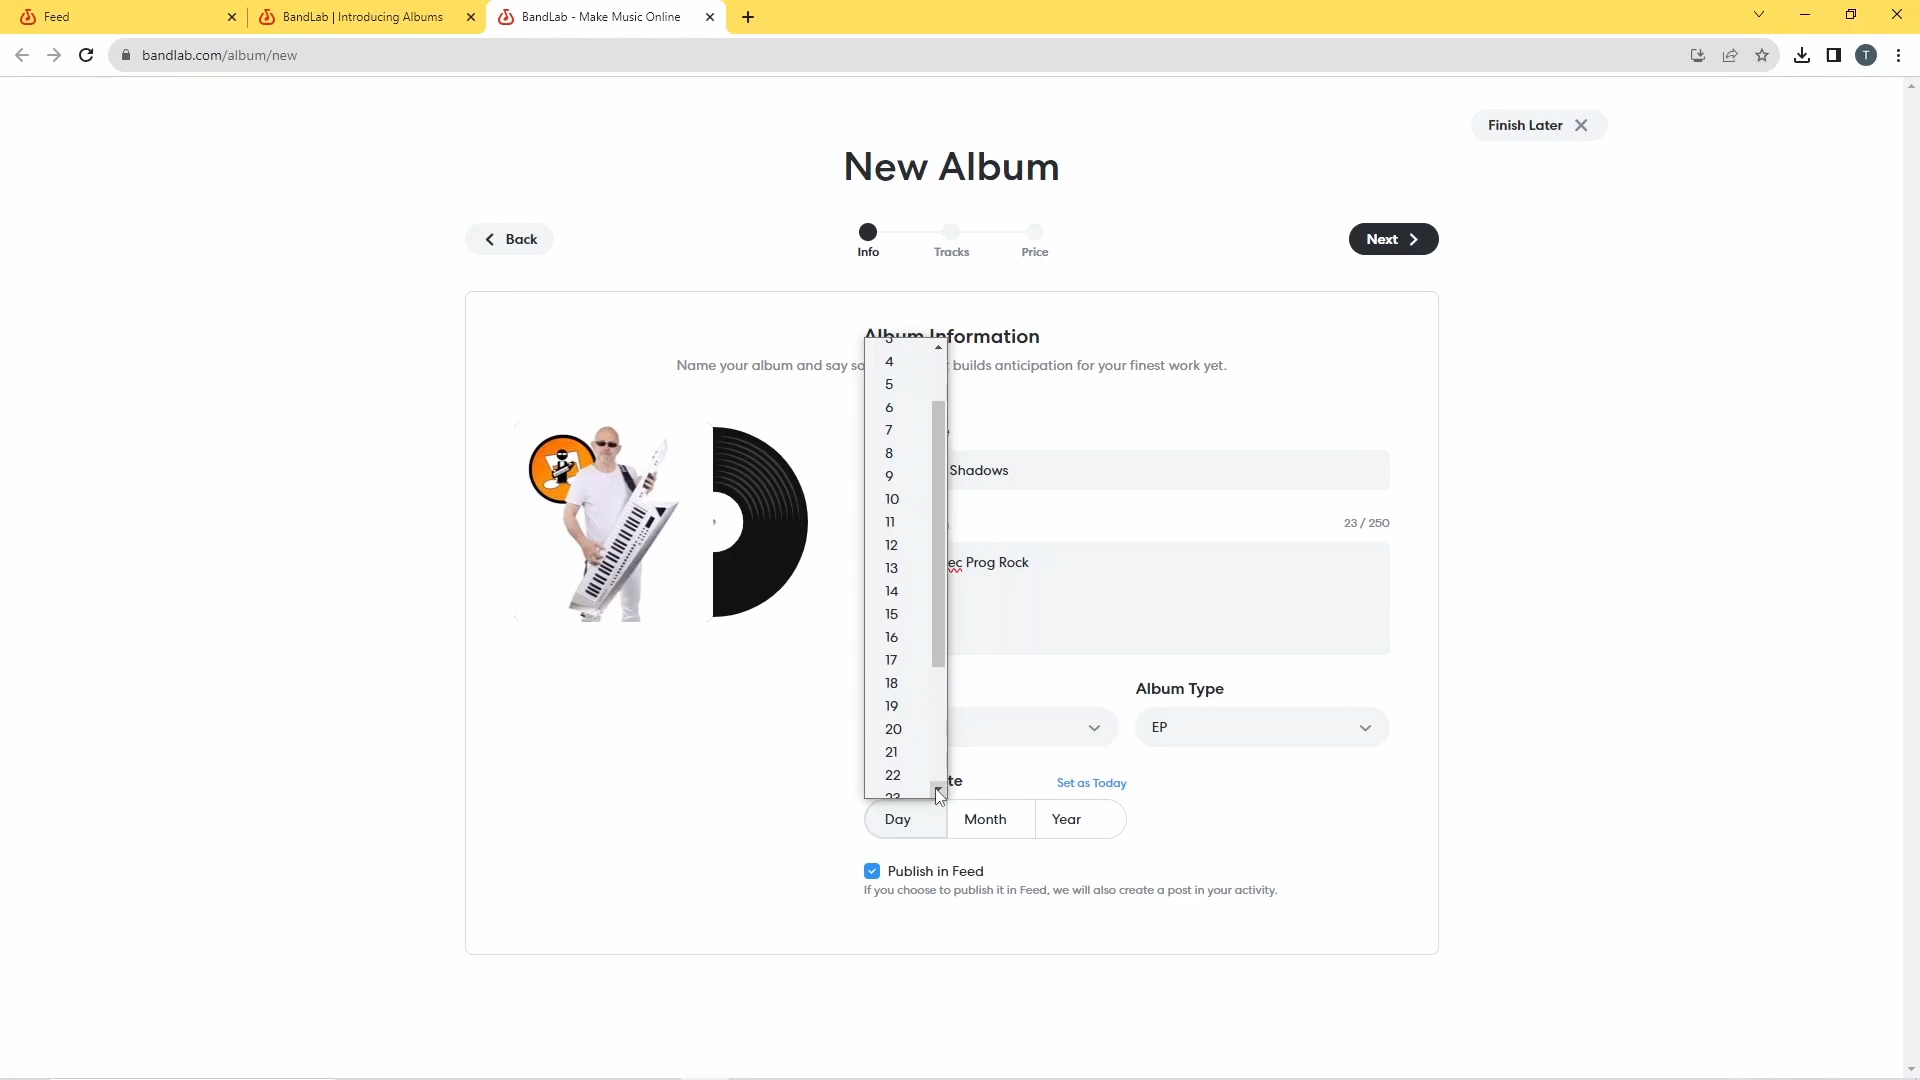 Feed
BandLab | Introducing Albums
BandLab - Make Music Online
bandlab.com/album/new
T
Finish Later
New Album
Back
Info
Tracks
Price
Next
Album Information
Name your album and say so
builds anticipation for your finest work yet.
Shadows
23 / 250
ec Prog Rock
3
4
5
6
7
8
9
10
11
12
13
14
15
16
17
18
19
20
21
22
23
Album Type
EP
te
Set as Today
Day
Month
Year
Publish in Feed
If you choose to publish it in Feed, we will also create a post in your activity.